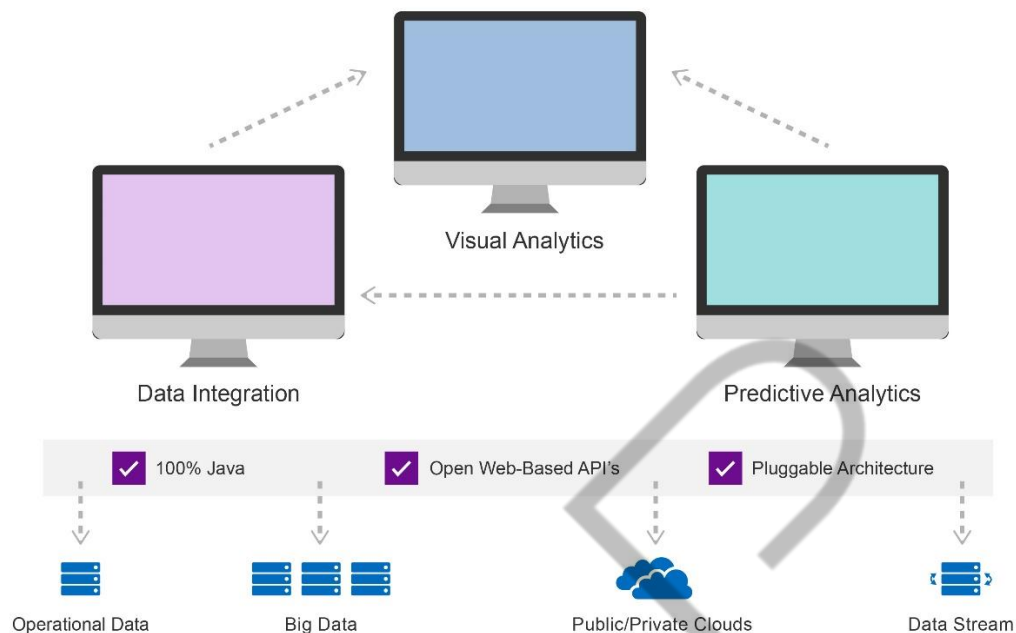 Visual Analytics
Data Integration
Predictive Analytics
100% Java
Open Web-Based API's
Pluggable Architecture
Operational Data
Big Data
Public/Private Clouds
Data Stream